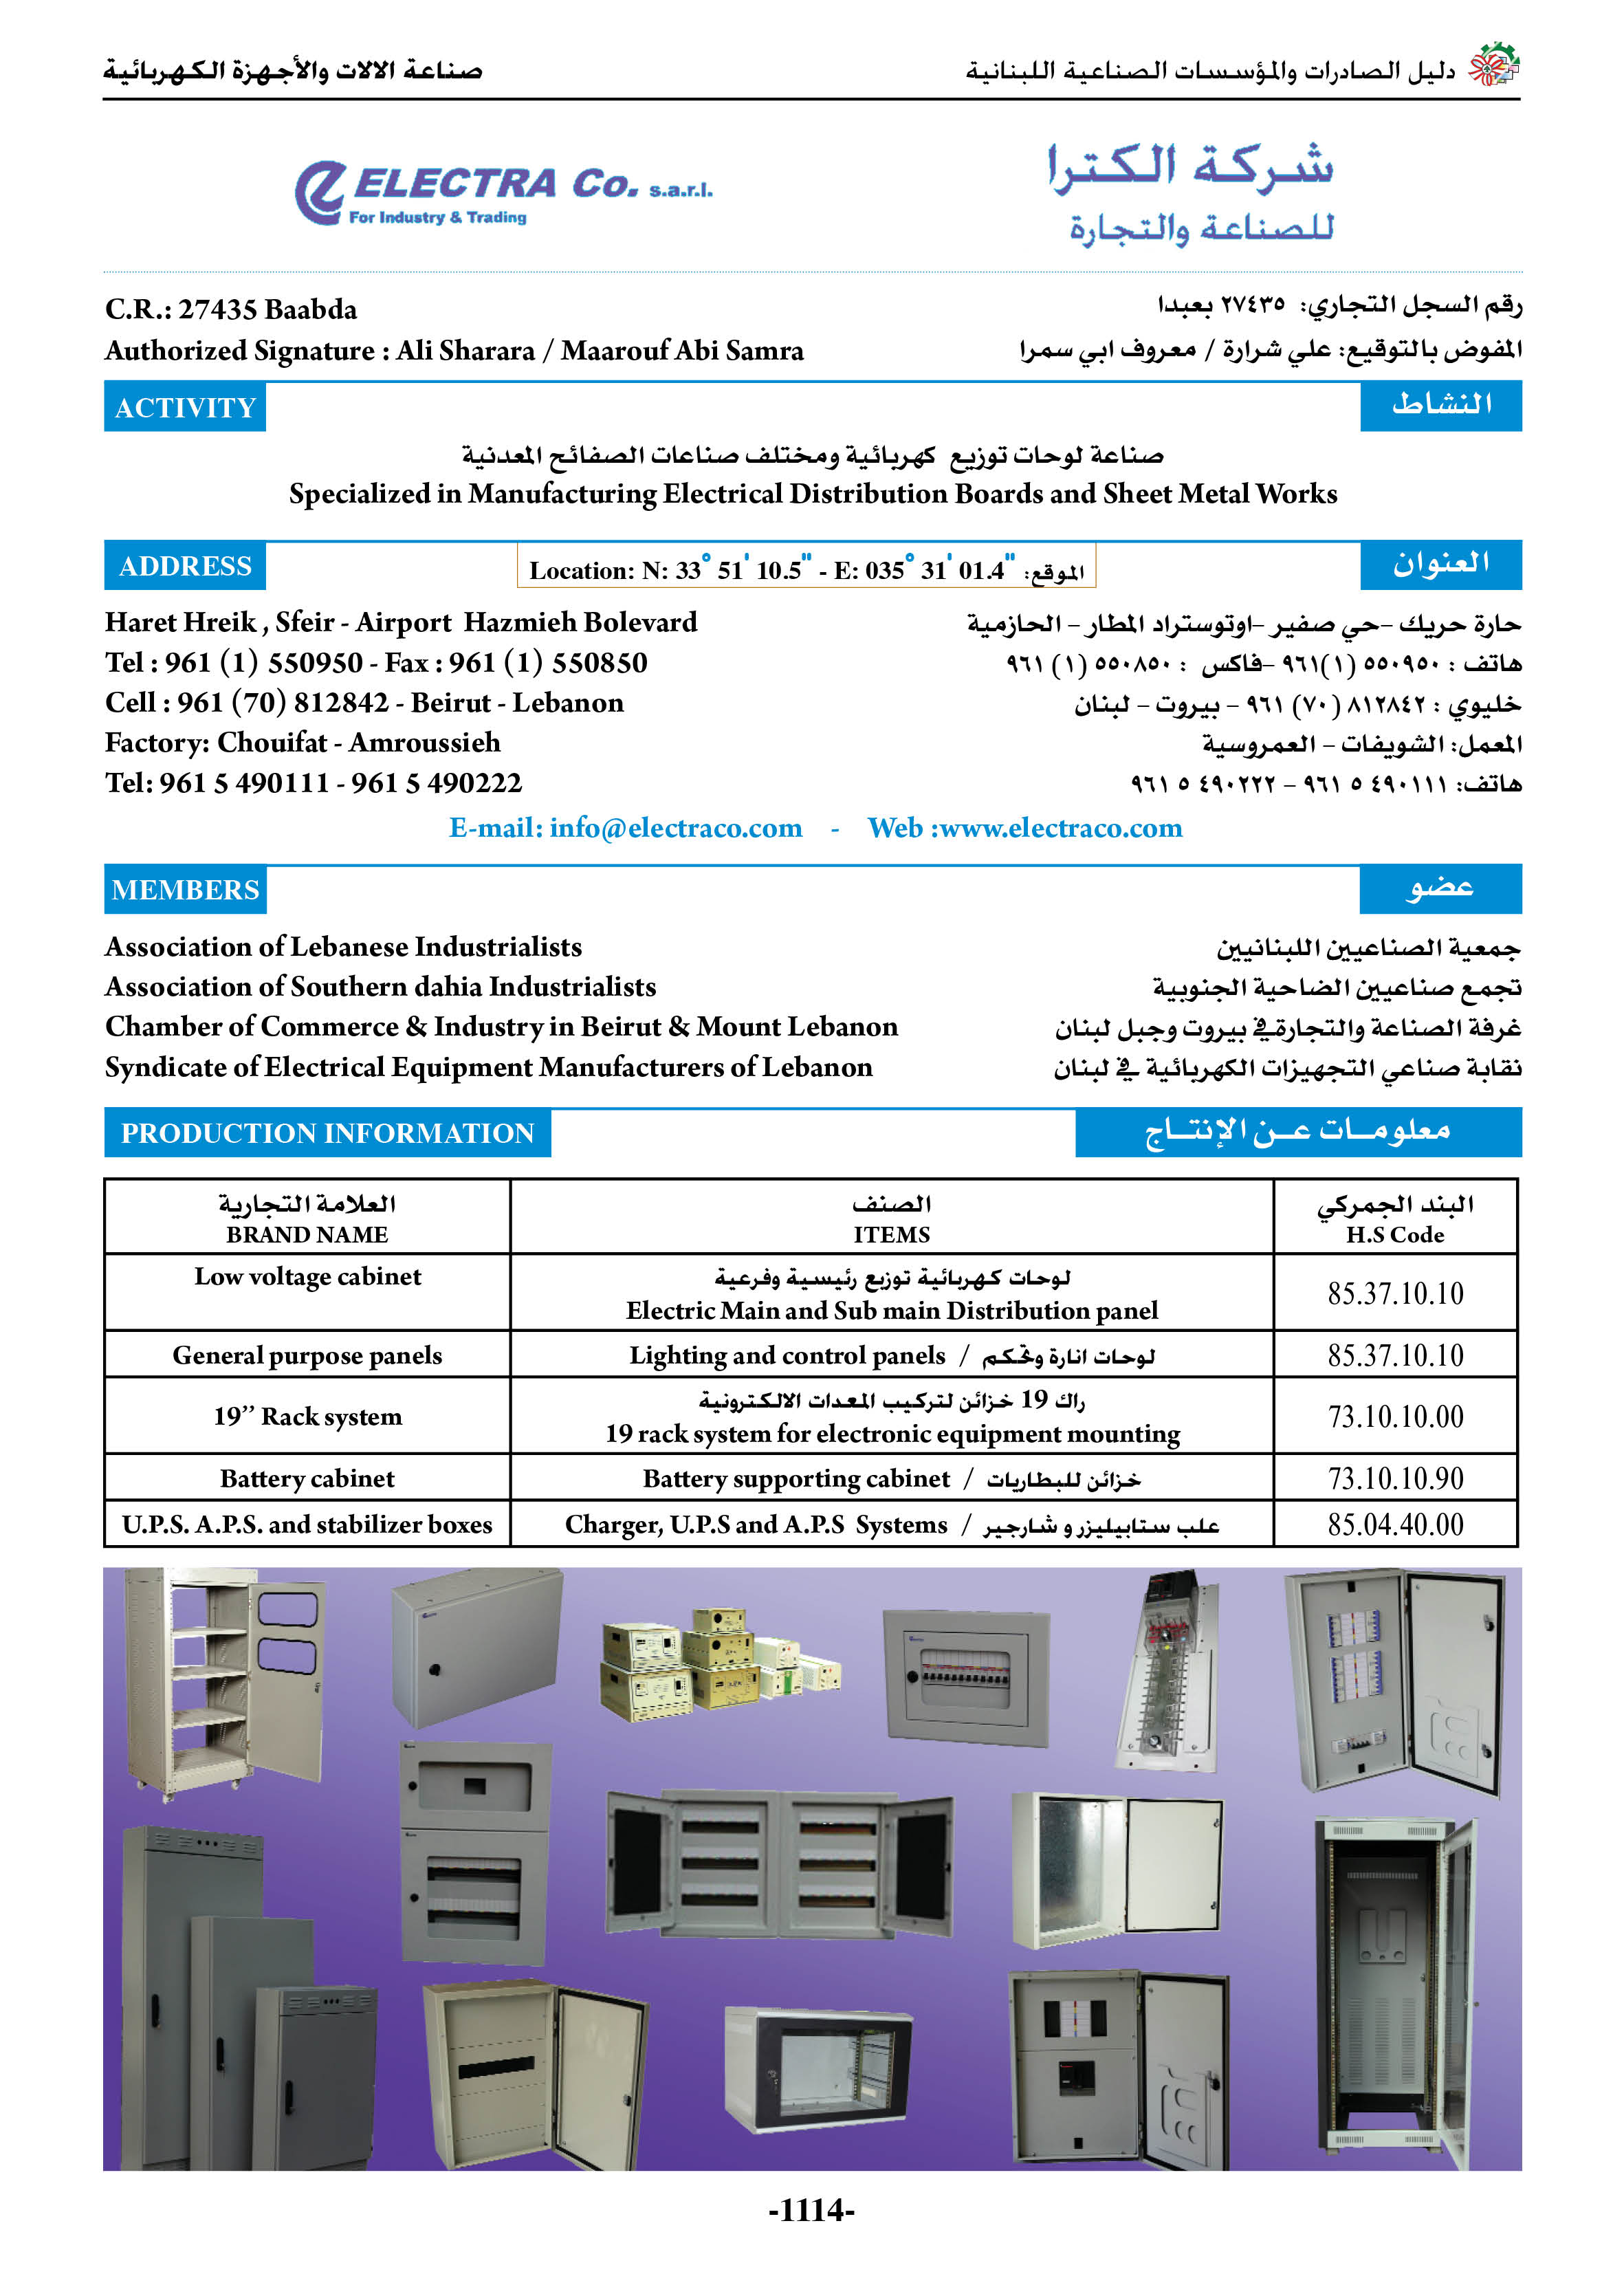 صناعة الالات والأجهزة الكهربائية
دليل الصادرات والمؤسسات الصناعية اللبنانية
ELECTRA Co. s.a.r.l.
For Industry & Trading
شركة الكترا
للصناعة والتجارة
C.R.: 27435 Baabda
رقم السجل التجاري: ٢٧٤٣٥ بعبدا
Authorized Signature : Ali Sharara / Maarouf Abi Samra
المفوض بالتوقيع: علي شرارة / معروف ابي سمرا
ACTIVITY
النشاط
صناعة لوحات توزيع كهربائية ومختلف صناعات الصفائح المعدنية
Specialized in Manufacturing Electrical Distribution Boards and Sheet Metal Works
ADDRESS
Location: N: 33° 51' 10.5" - E: 035° 31' 01.4" الموقع:
العنوان
Haret Hreik , Sfeir - Airport Hazmieh Bolevard
حارة حريك –حي صفير –اوتوستراد المطار – الحازمية
Tel : 961 (1) 550950 - Fax : 961 (1) 550850
هاتف : ٥٥٠٩٥٠ (١)٩٦١ –فاكس : ٥٥٠٨٥٠ (١) ٩٦١
Cell : 961 (70) 812842 - Beirut - Lebanon
خليوي : ٨١٢٨٤٢ (٧٠) ٩٦١ – بيروت – لبنان
Factory: Chouifat - Amroussieh
المعمل: الشويفات – العمروسية
Tel: 961 5 490111 - 961 5 490222
هاتف: ٤٩٠١١١ ٥ ٩٦١ – ٤٩٠٢٢٢ ٥ ٩٦١
E-mail: info@electraco.com - Web :www.electraco.com
MEMBERS
عضو
Association of Lebanese Industrialists
جمعية الصناعيين اللبنانيين
Association of Southern dahia Industrialists
تجمع صناعيين الضاحية الجنوبية
Chamber of Commerce & Industry in Beirut & Mount Lebanon
غرفة الصناعة والتجارةفي بيروت وجبل لبنان
Syndicate of Electrical Equipment Manufacturers of Lebanon
نقابة صناعي التجهيزات الكهربائية في لبنان
PRODUCTION INFORMATION
معلومـات عـن الإنتـاج
العلامة التجارية
BRAND NAME
الصنف
ITEMS
البند الجمركي
H.S Code
Low voltage cabinet
لوحات كهربائية توزيع رئيسية وفرعية
Electric Main and Sub main Distribution panel
85.37.10.10
General purpose panels
Lighting and control panels / لوحات انارة وتحكم
85.37.10.10
19’’ Rack system
راك 19 خزائن لتركيب المعدات الالكترونية
19 rack system for electronic equipment mounting
73.10.10.00
Battery cabinet
Battery supporting cabinet / خزائن للبطاريات
73.10.10.90
U.P.S. A.P.S. and stabilizer boxes
Charger, U.P.S and A.P.S Systems / علب ستابيليزر و شارجير
85.04.40.00
-1114-